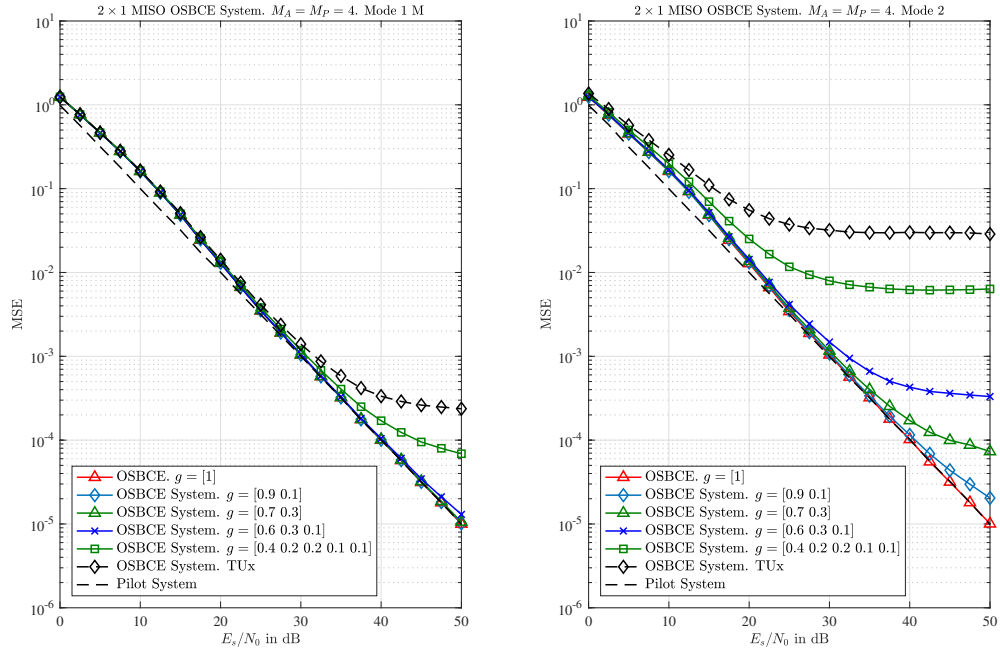 2 × 1 MISO OSBCE System. M_A = M_P = 4. Mode 1 M
10^1
10^0
10^-1
10^-2
10^-3
10^-4
10^-5
10^-6
MSE
OSBCE. g = [1]
OSBCE System. g = [0.9 0.1]
OSBCE System. g = [0.7 0.3]
OSBCE System. g = [0.6 0.3 0.1]
OSBCE System. g = [0.4 0.2 0.2 0.1 0.1]
OSBCE System. TUx
Pilot System
0 10 20 30 40 50
E_s/N_0 in dB
2 × 1 MISO OSBCE System. M_A = M_P = 4. Mode 2
10^1
10^0
10^-1
10^-2
10^-3
10^-4
10^-5
10^-6
MSE
OSBCE. g = [1]
OSBCE System. g = [0.9 0.1]
OSBCE System. g = [0.7 0.3]
OSBCE System. g = [0.6 0.3 0.1]
OSBCE System. g = [0.4 0.2 0.2 0.1 0.1]
OSBCE System. TUx
Pilot System
0 10 20 30 40 50
E_s/N_0 in dB